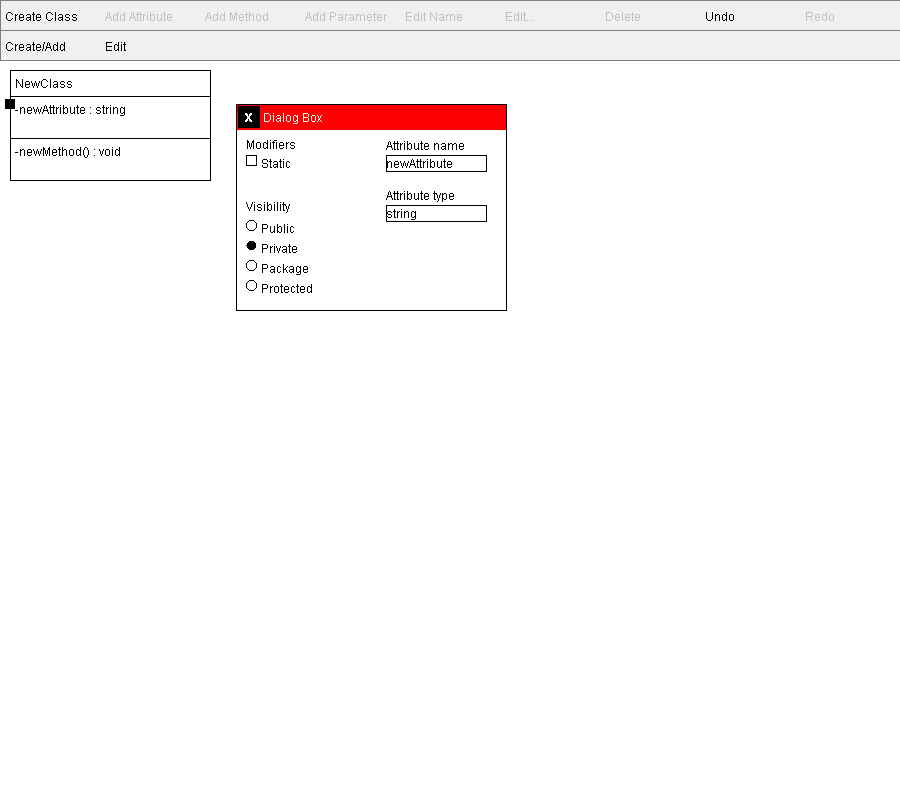 Create Class Add Attribute Add Method Add Parameter Edit Name Edit... Delete Undo Redo
Create/Add Edit
NewClass
-newAttribute : string
-newMethod() : void
X Dialog Box
Modifiers
Static
Visibility
Public
Private
Package
Protected
Attribute name
newAttribute
Attribute type
string